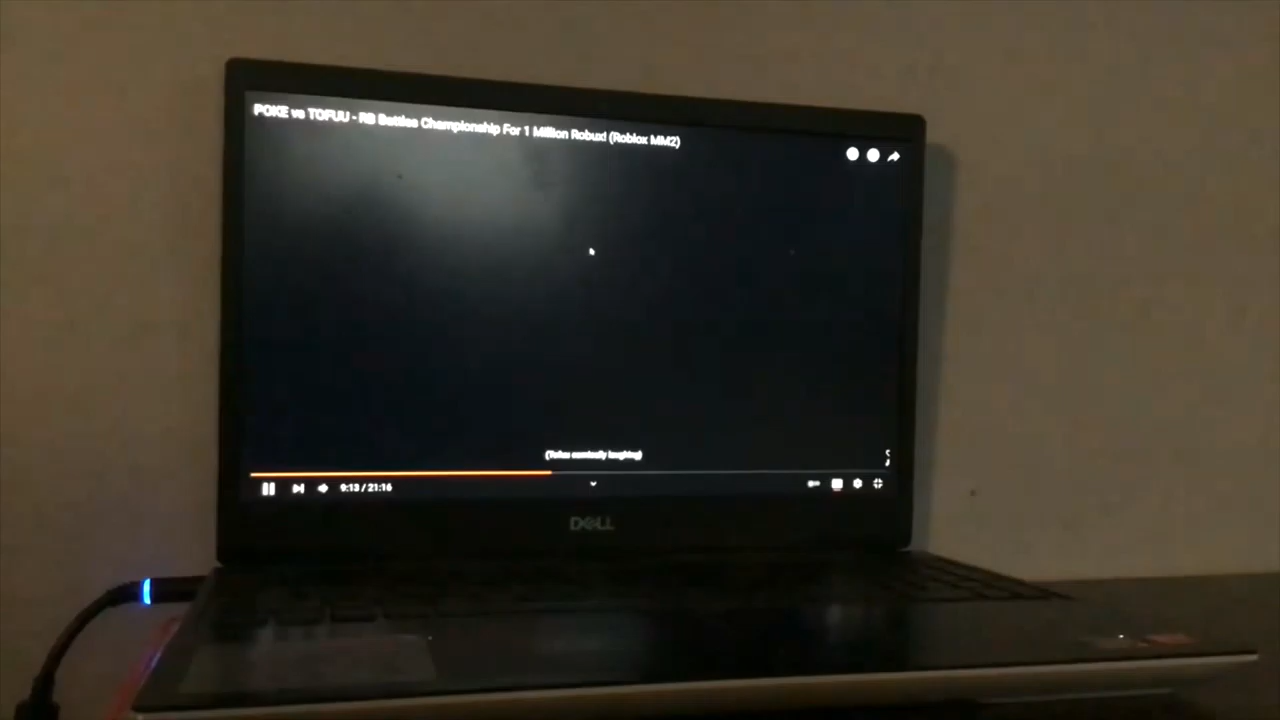 POKE vs TOFUU - RB Battles Championship For 1 Million Robux! (Roblox MM2)
(Tofuu comically laughing)
9:13 / 21:16
DELL